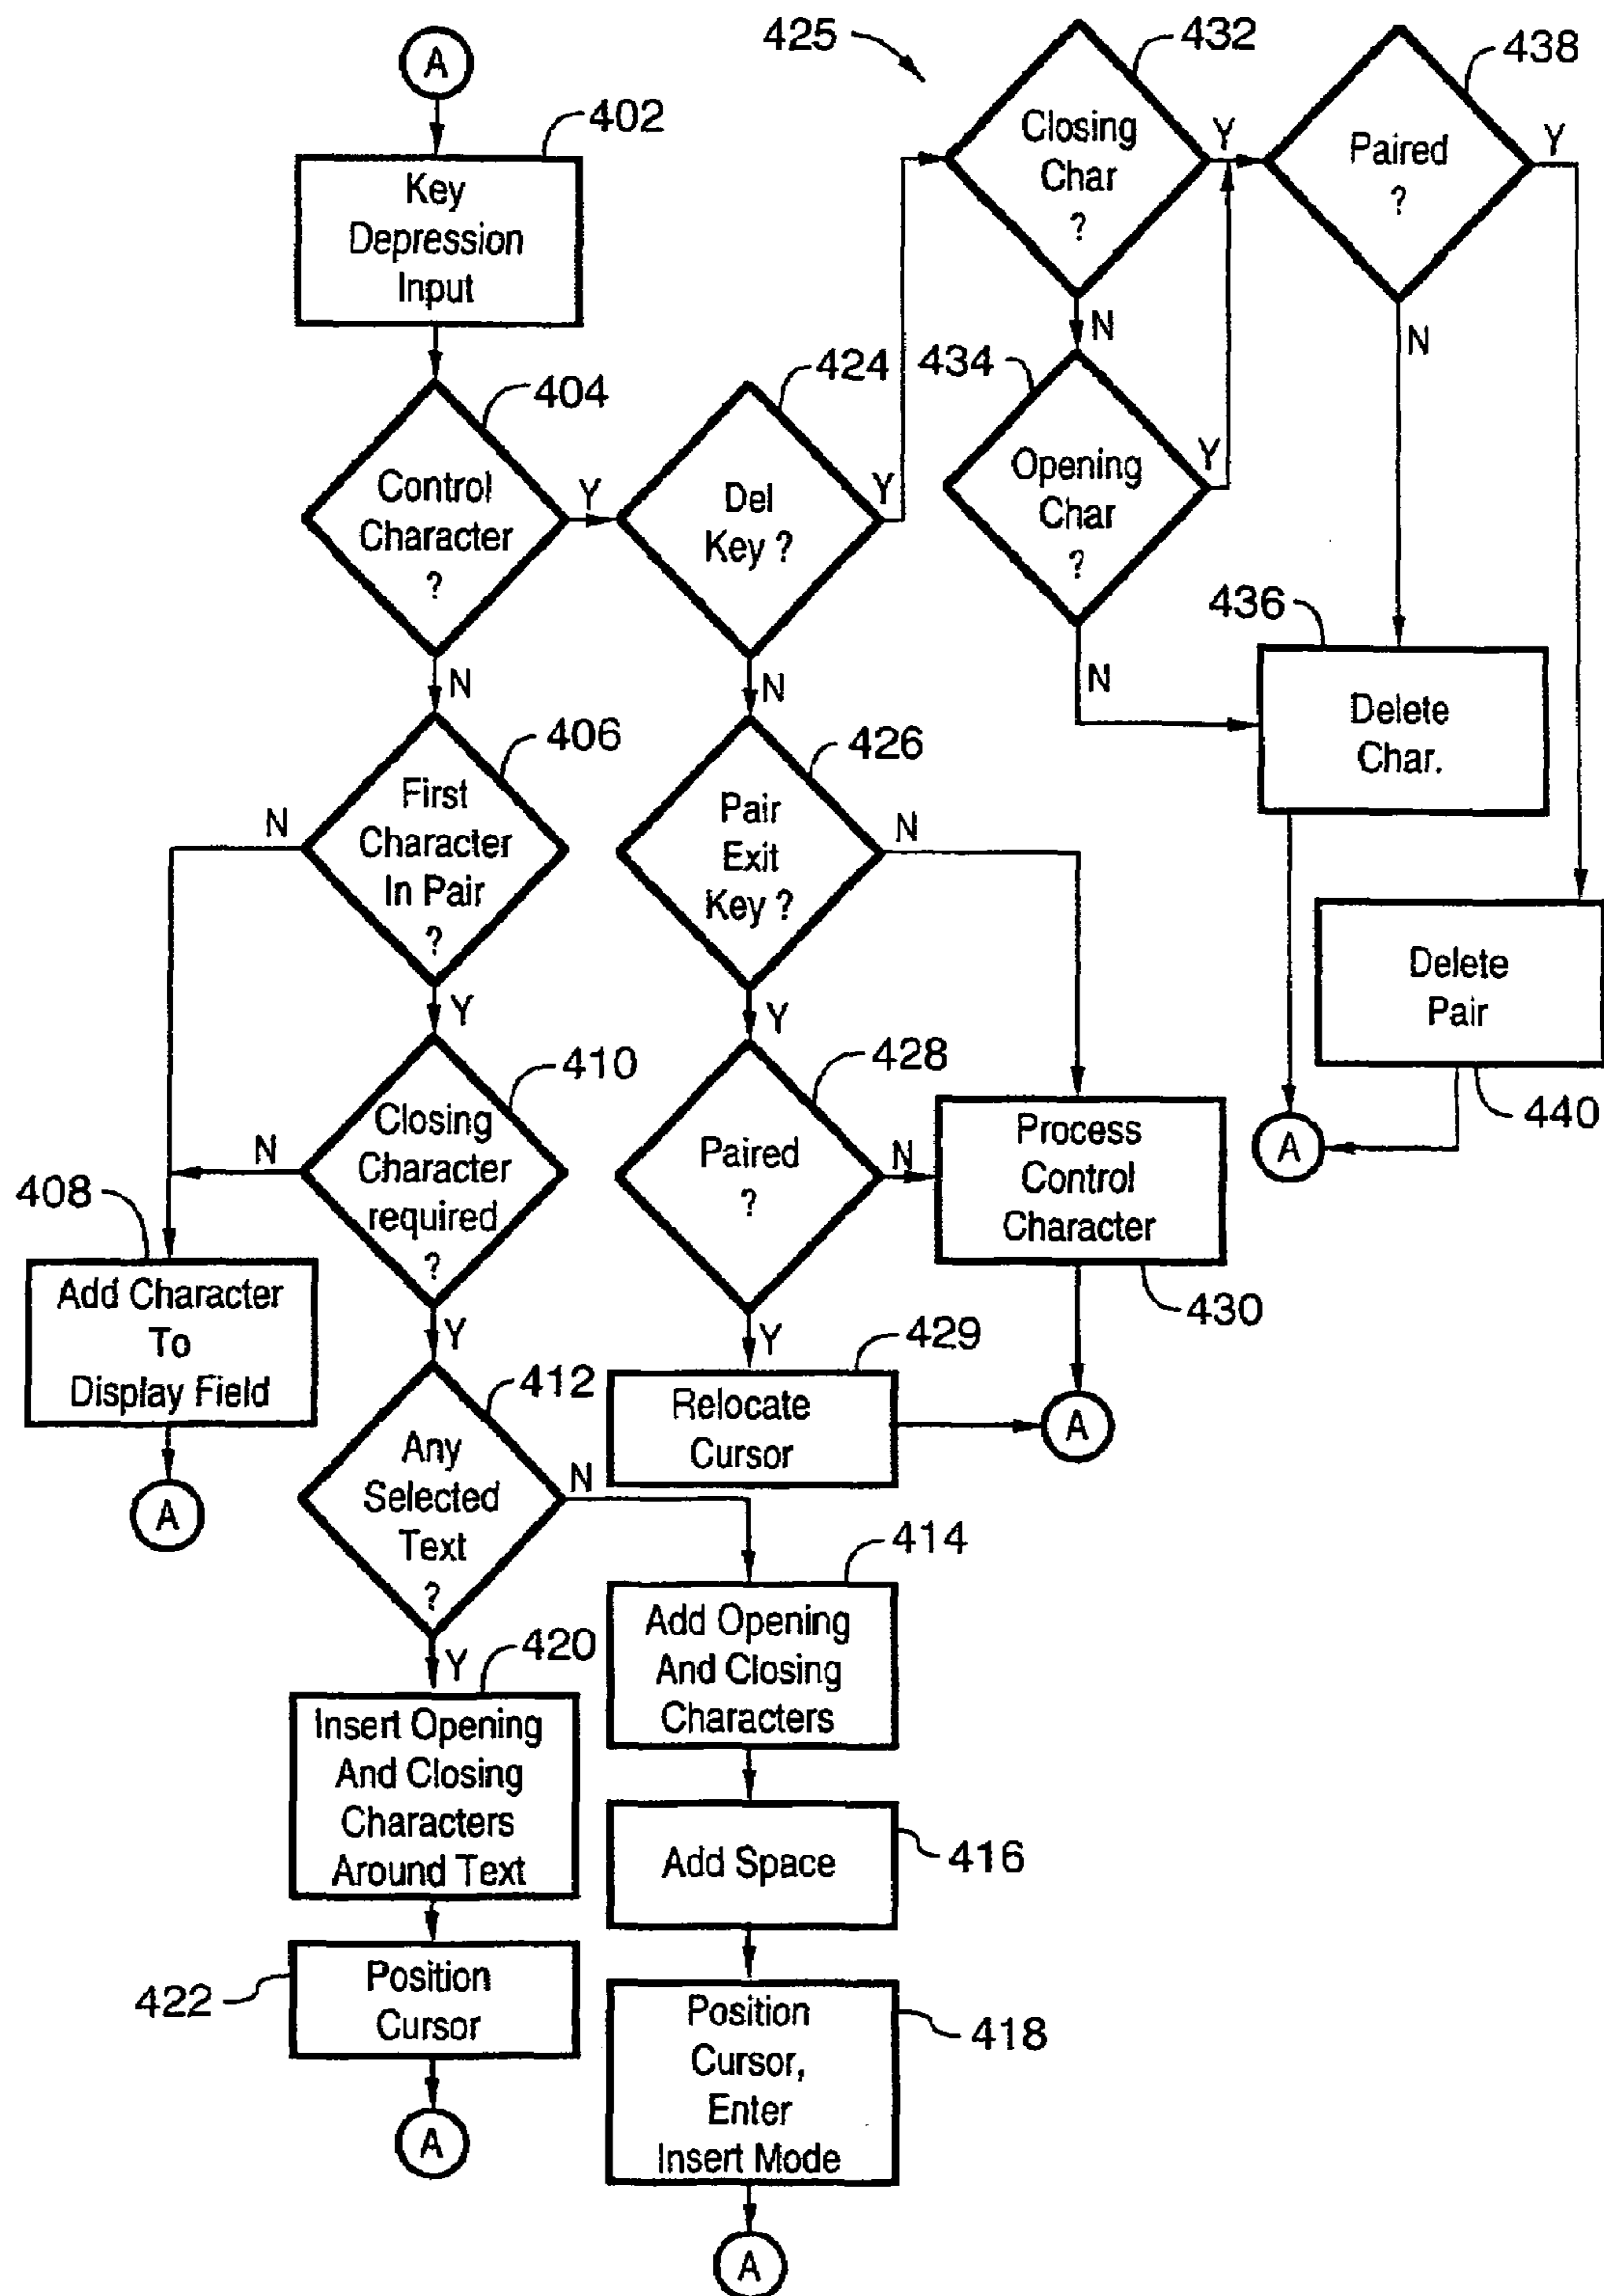 A
402
Key
Depression
Input
404
Control
Character
?
Y
N
406
First
Character
In Pair
?
N
Y
410
Closing
Character
required
?
N
Y
408
Add Character
To
Display Field
A
412
Any
Selected
Text
?
N
Y
420
Insert Opening
And Closing
Characters
Around Text
422
Position
Cursor
A
424
Del
Key ?
Y
N
426
Pair
Exit
Key ?
N
Y
428
Paired
?
N
Y
429
Relocate
Cursor
Process
Control
Character
430
A
414
Add Opening
And Closing
Characters
Add Space
416
Position
Cursor,
Enter
Insert Mode
418
A
425
432
Closing
Char
?
Y
N
434
Opening
Char
?
Y
N
438
Paired
?
Y
N
436
Delete
Char.
Delete
Pair
440
A